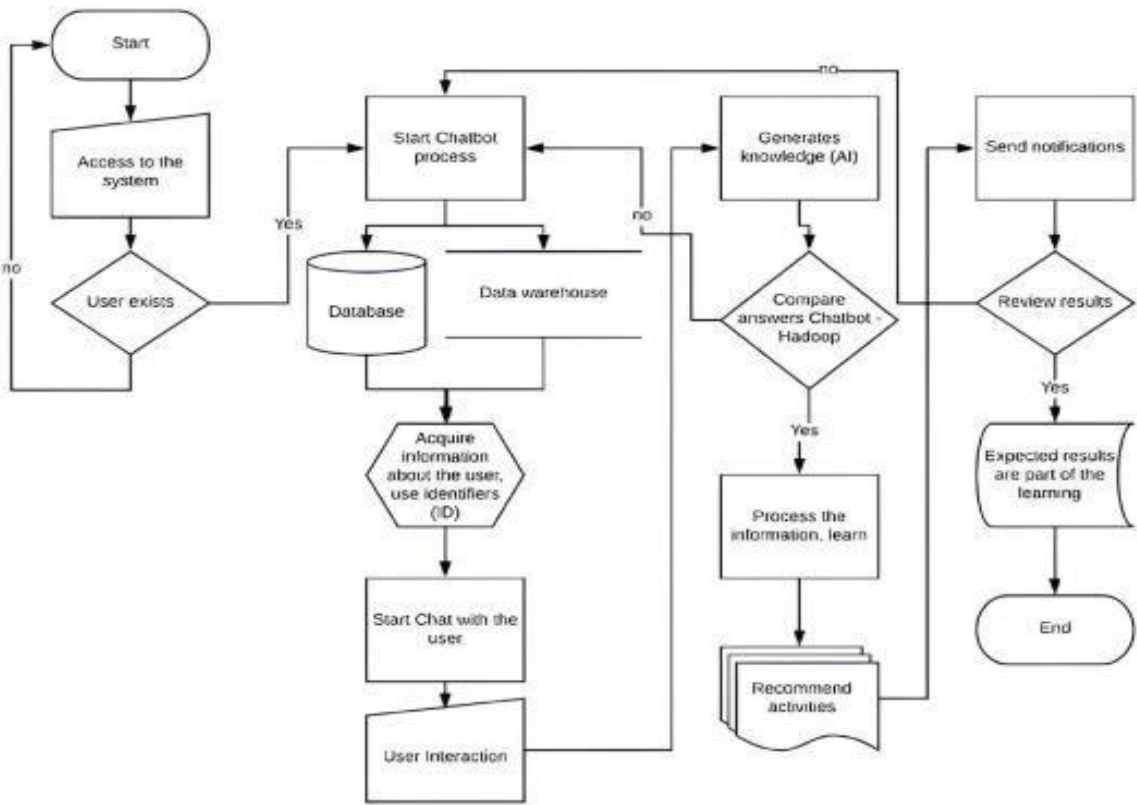 Start
Access to the
system
User exists
no
Yes
Start Chatbot
process
Database
Data warehouse
Acquire
information
about the user,
use identifiers
(ID)
Start Chat with the
user
User Interaction
no
no
Generates
knowledge (AI)
Compare
answers Chatbot -
Hadoop
Yes
Process the
information, learn
Recommend
activities
Send notifications
Review results
Yes
Expected results
are part of the
learning
End